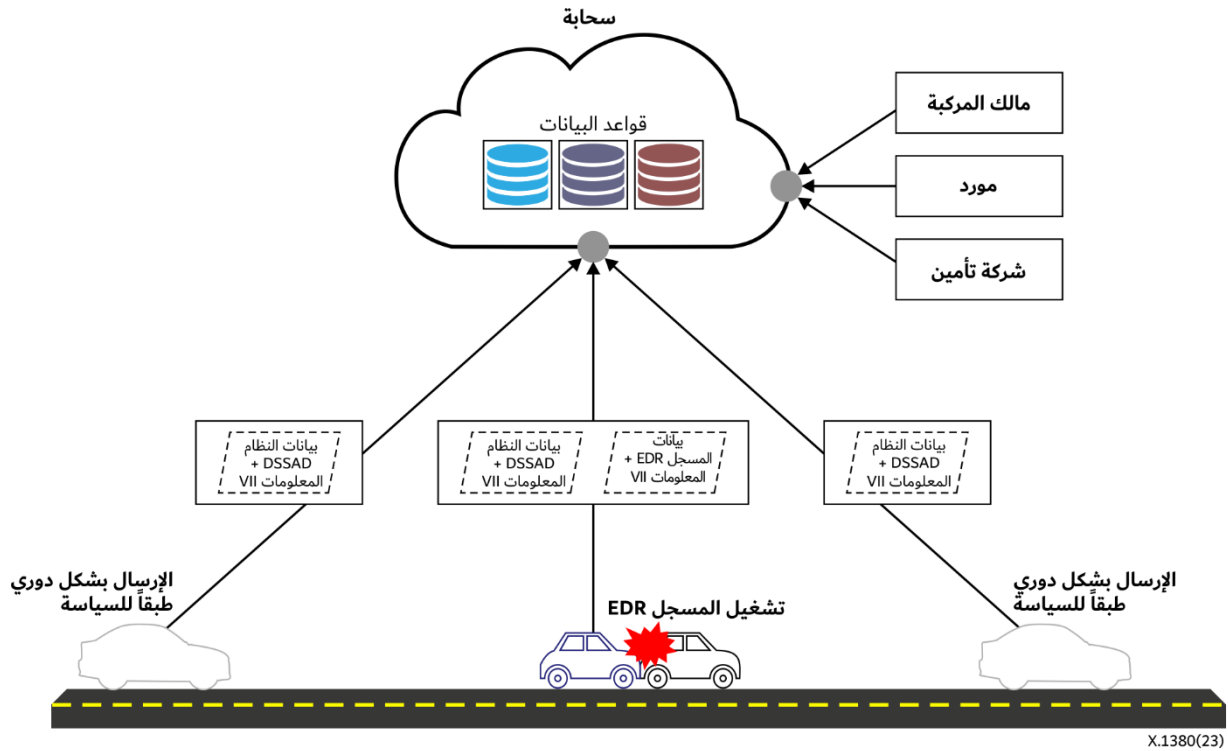 سحابة
قواعد البيانات
مالك المركبة
مورد
شركة تأمين
بيانات
المسجل EDR +
المعلومات VII
بيانات النظام
DSSAD +
المعلومات VII
بيانات النظام
DSSAD +
المعلومات VII
بيانات النظام
DSSAD +
المعلومات VII
الإرسال بشكل دوري
طبقاً للسياسة
تشغيل المسجل EDR
الإرسال بشكل دوري
طبقاً للسياسة
X.1380(23)